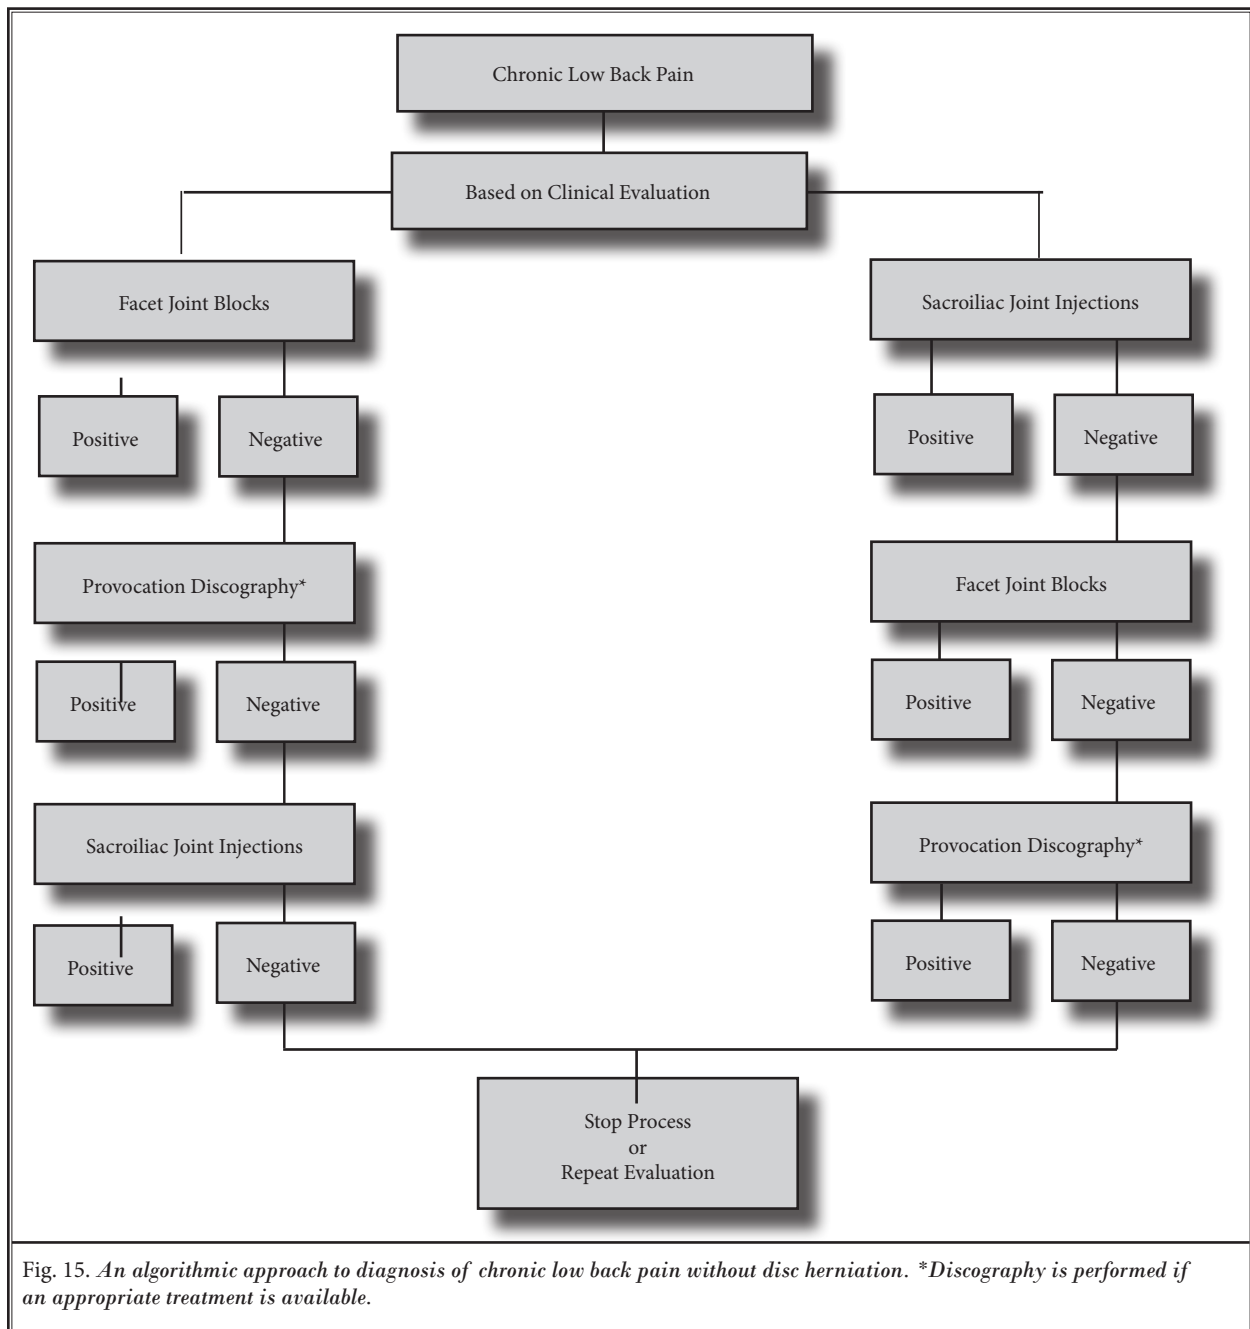 Chronic Low Back Pain
Based on Clinical Evaluation
Facet Joint Blocks
Sacroiliac Joint Injections
Positive
Negative
Positive
Negative
Provocation Discography*
Facet Joint Blocks
Positive
Negative
Positive
Negative
Sacroiliac Joint Injections
Provocation Discography*
Positive
Negative
Positive
Negative
Stop Process
or
Repeat Evaluation
Fig. 15. An algorithmic approach to diagnosis of chronic low back pain without disc herniation. *Discography is performed if
an appropriate treatment is available.